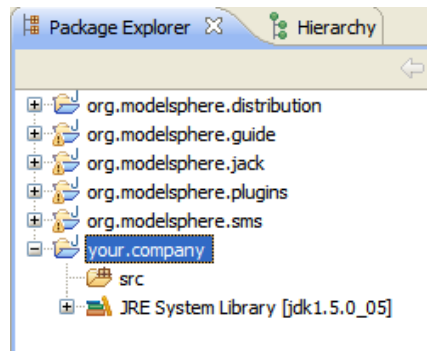 Package Explorer Hierarchy
org.modelsphere.distribution
org.modelsphere.guide
org.modelsphere.jack
org.modelsphere.plugins
org.modelsphere.sms
your.company
src
JRE System Library [jdk1.5.0_05]